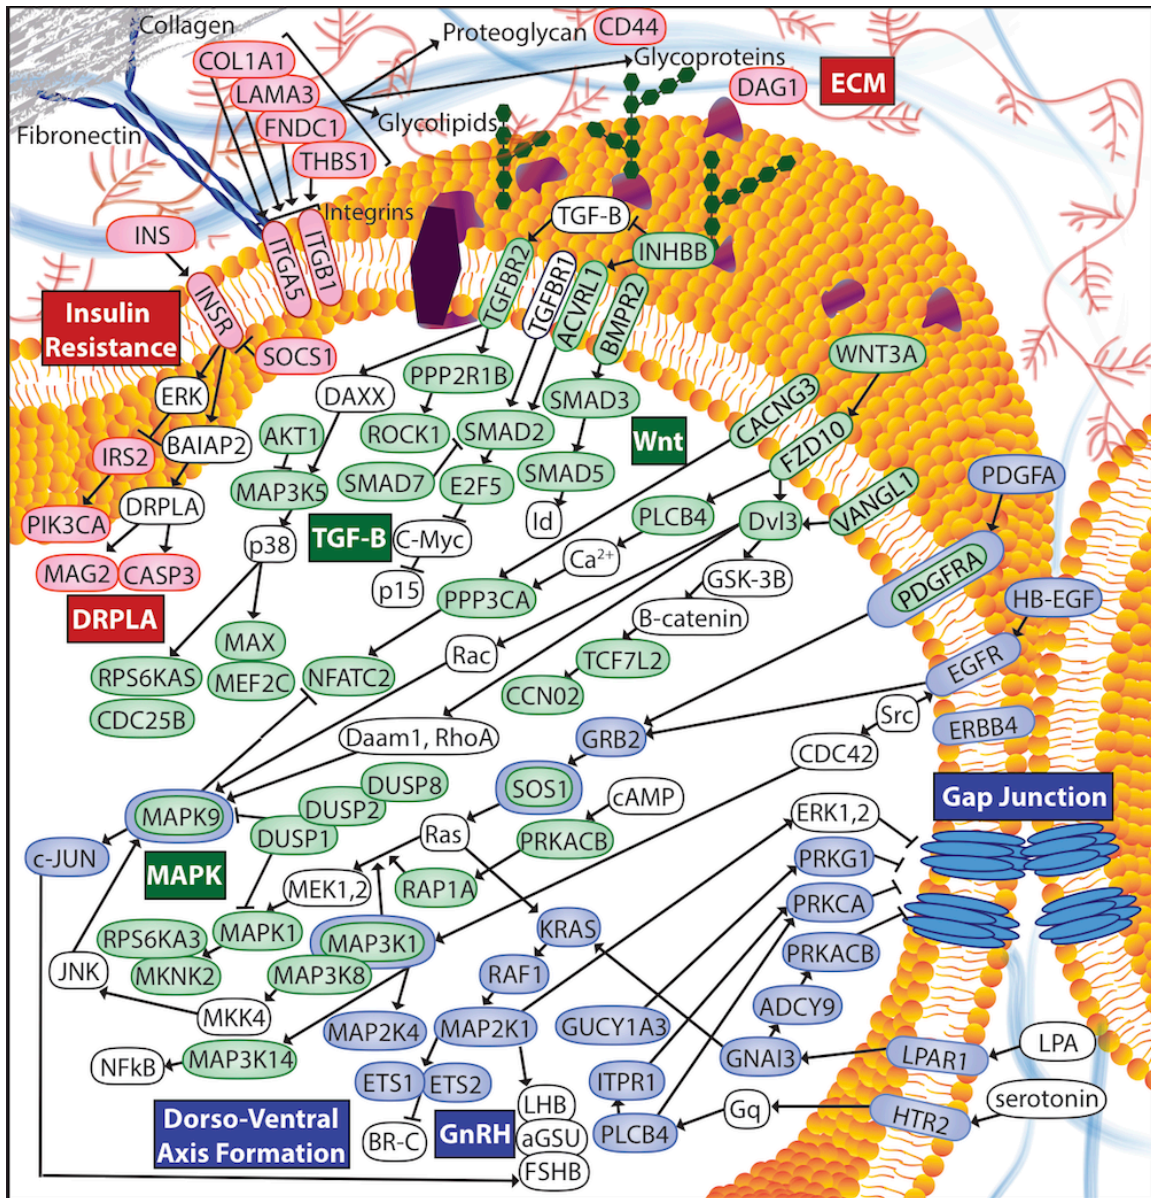 Collagen
Proteoglycan
CD44
COL1A1
Glycoproteins
LAMA3
DAG1
ECM
Fibronectin
FNDC1
Glycolipids
THBS1
INS
Integrins
TGF-B
ITGA5
ITGB1
INHBB
INSR
TGFBR2
TGFBR1
ACVRL1
BMPR2
Insulin
Resistance
SOCS1
WNT3A
ERK
DAXX
PPP2R1B
SMAD3
CACNG3
AKT1
ROCK1
SMAD2
Wnt
FZD10
IRS2
BAIAP2
SMAD7
E2F5
SMAD5
PDGFA
MAP3K5
PIK3CA
DRPLA
Id
PLCB4
Dvl3
VANGL1
p38
TGF-B
C-Myc
Ca2+
MAG2
CASP3
p15
PPP3CA
GSK-3B
PDGFRA
HB-EGF
DRPLA
B-catenin
MAX
Rac
TCF7L2
EGFR
RPS6KAS
MEF2C
NFATC2
CCN02
CDC25B
Src
ERBB4
Daam1, RhoA
GRB2
CDC42
DUSP8
SOS1
cAMP
Gap Junction
MAPK9
DUSP2
ERK1,2
DUSP1
Ras
PRKACB
c-JUN
PRKG1
MAPK
MEK1,2
RAP1A
PRKCA
RPS6KA3
MAPK1
MAP3K1
KRAS
PRKACB
JNK
MKNK2
MAP3K8
RAF1
ADCY9
MKK4
MAP2K4
MAP2K1
GUCY1A3
NFkB
MAP3K14
GNAI3
LPAR1
LPA
ETS1
ETS2
ITPR1
LHB
Gq
HTR2
serotonin
Dorso-Ventral
Axis Formation
BR-C
GnRH
aGSU
PLCB4
FSHB